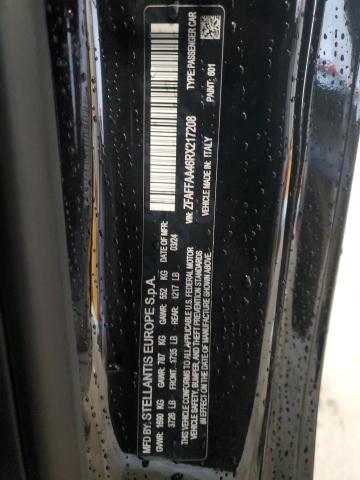 MFD BY: STELLANTIS EUROPE S.p.A.
DATE OF MFR:
GVWR: 1690 KG GAWR: 787 KG GAWR: 552 KG 03/24
3726 LB FRONT: 1735 LB REAR: 1217 LB
THIS VEHICLE CONFORMS TO ALL APPLICABLE U.S. FEDERAL MOTOR
VEHICLE SAFETY, BUMPER, AND THEFT PREVENTION STANDARDS
IN EFFECT ON THE DATE OF MANUFACTURE SHOWN ABOVE.
ZFAFFAA46RX217208
VEHICLE MADE IN: ITALY
TYPE:PASSENGER CAR
PAINT: 601